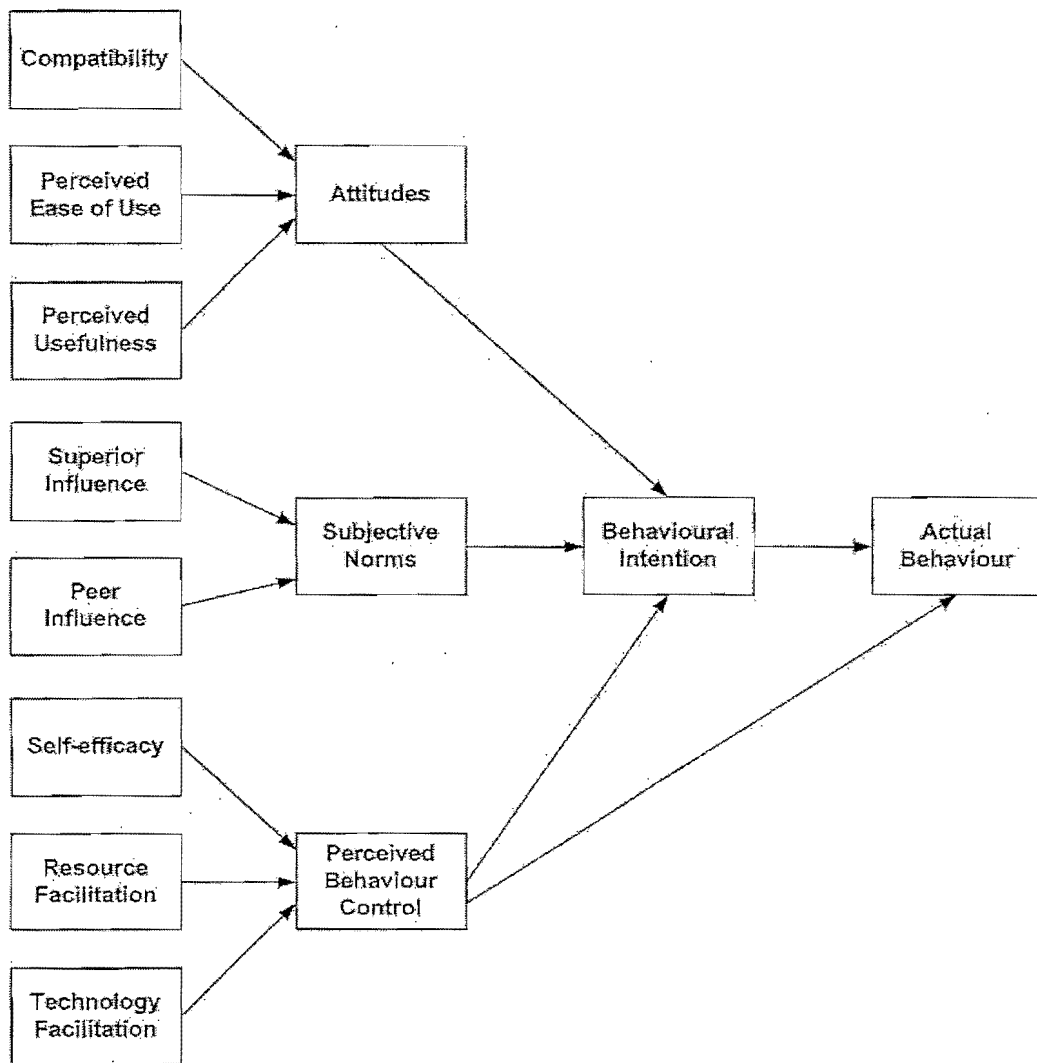 Compatibility
Perceived
Ease of Use
Attitudes
Perceived
Usefulness
Superior
Influence
Subjective
Norms
Behavioural
Intention
Actual
Behaviour
Peer
Influence
Self-efficacy
Resource
Facilitation
Perceived
Behaviour
Control
Technology
Facilitation